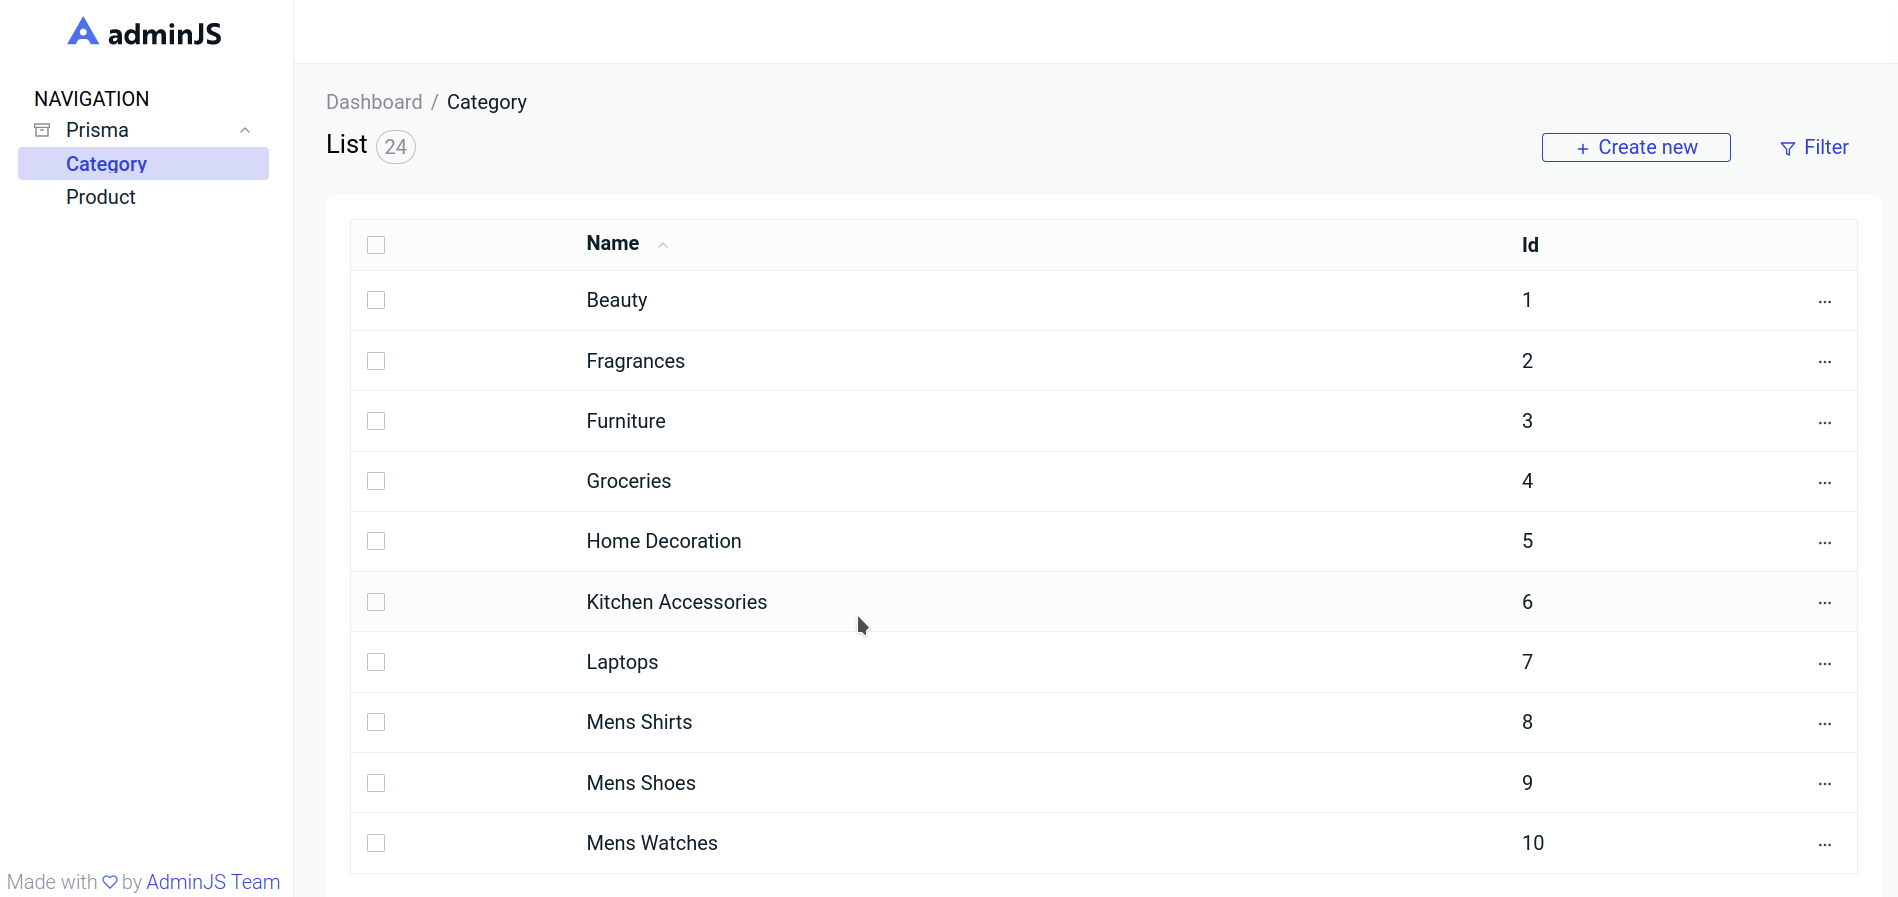 adminJS
NAVIGATION
Prisma
Category
Product
Made with by AdminJS Team
Dashboard / Category
List 24
+ Create new
Filter
Name Id
Beauty 1 ...
Fragrances 2 ...
Furniture 3 ...
Groceries 4 ...
Home Decoration 5 ...
Kitchen Accessories 6 ...
Laptops 7 ...
Mens Shirts 8 ...
Mens Shoes 9 ...
Mens Watches 10 ...